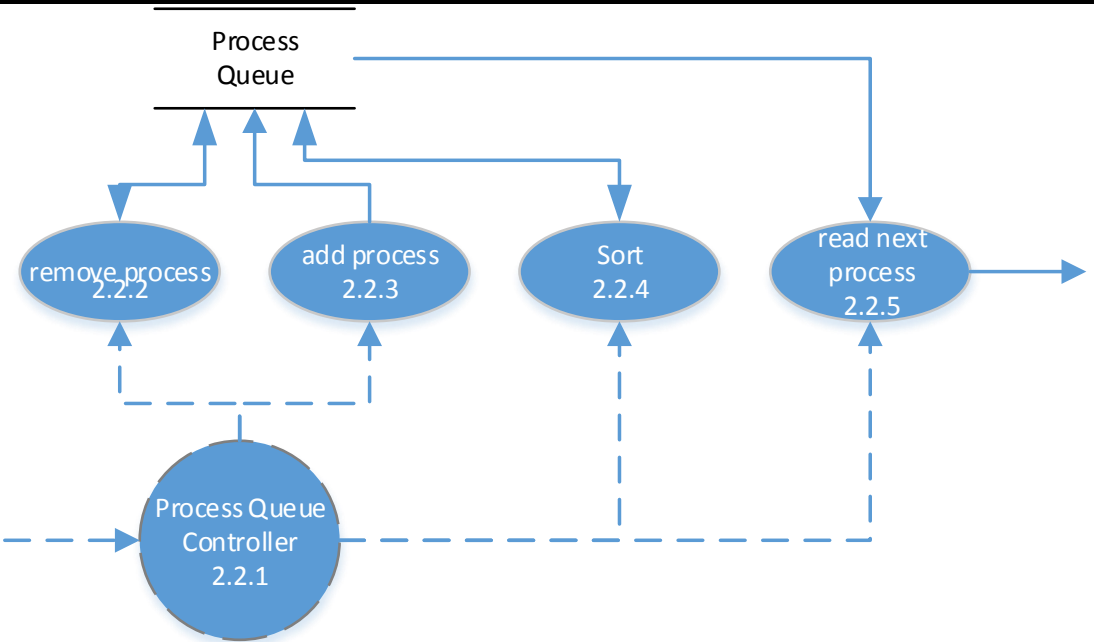 Process
Queue
remove process
2.2.2
add process
2.2.3
Sort
2.2.4
read next
process
2.2.5
Process Queue
Controller
2.2.1